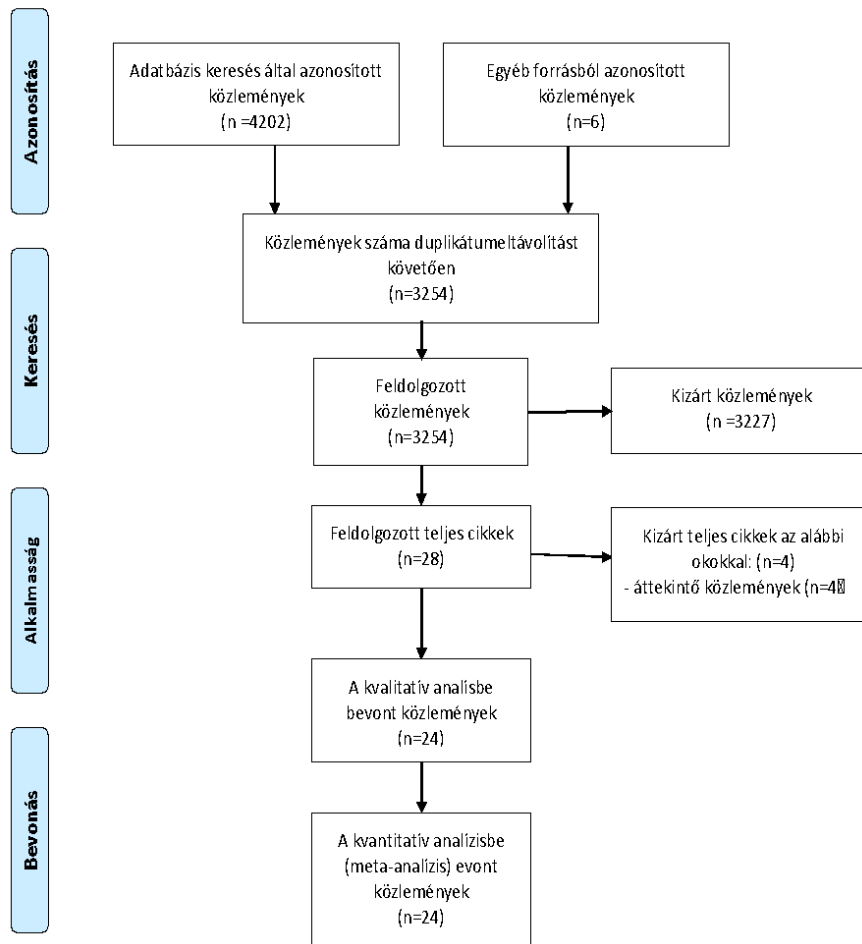 Azonosítás
Adatbázis keresés által azonosított
közlemények
(n =4202)
Egyéb forrásból azonosított
közlemények
(n=6)
Közlemények száma duplikátumeltávolítást
követően
(n=3254)
Keresés
Feldolgozott
közlemények
(n=3254)
Kizárt közlemények
(n =3227)
Alkalmasság
Feldolgozott teljes cikkek
(n=28)
Kizárt teljes cikkek az alábbi
okokkal: (n=4)
- áttekintő közlemények (n=4
A kvalitatív analísbe
bevont közlemények
(n=24)
Bevonás
A kvantitatív analízisbe
(meta-analízis) evont
közlemények
(n=24)